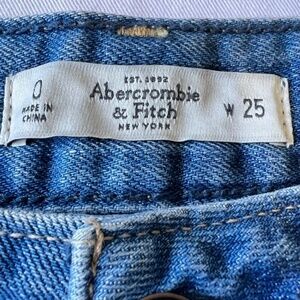 0
MADE IN
CHINA
EST. 1892
Abercrombie
& Fitch
NEW YORK
W 25